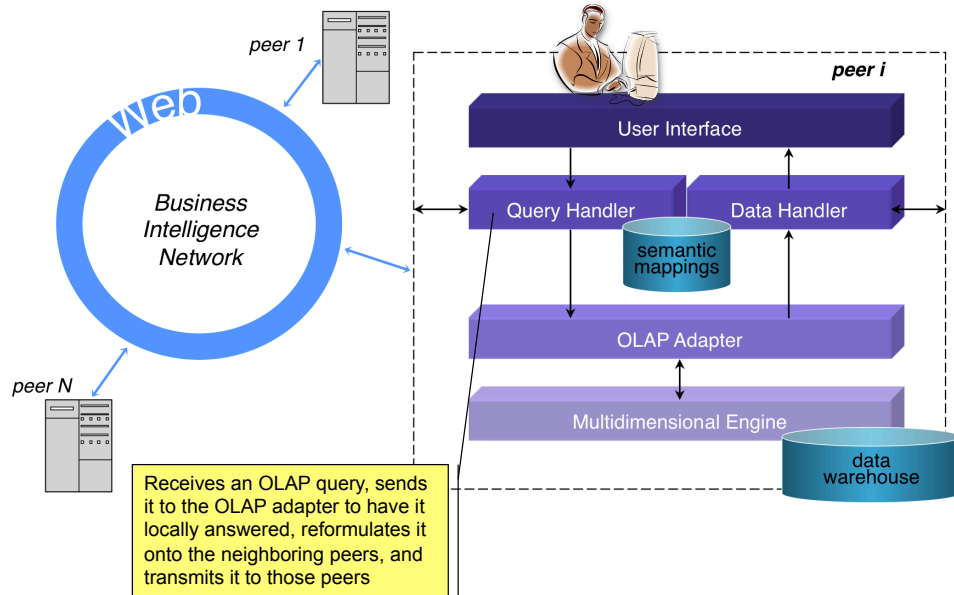 peer 1
Web
Business
Intelligence
Network
peer N
peer i
User Interface
Query Handler
Data Handler
semantic
mappings
OLAP Adapter
Multidimensional Engine
data
warehouse
Receives an OLAP query, sends
it to the OLAP adapter to have it
locally answered, reformulates it
onto the neighboring peers, and
transmits it to those peers